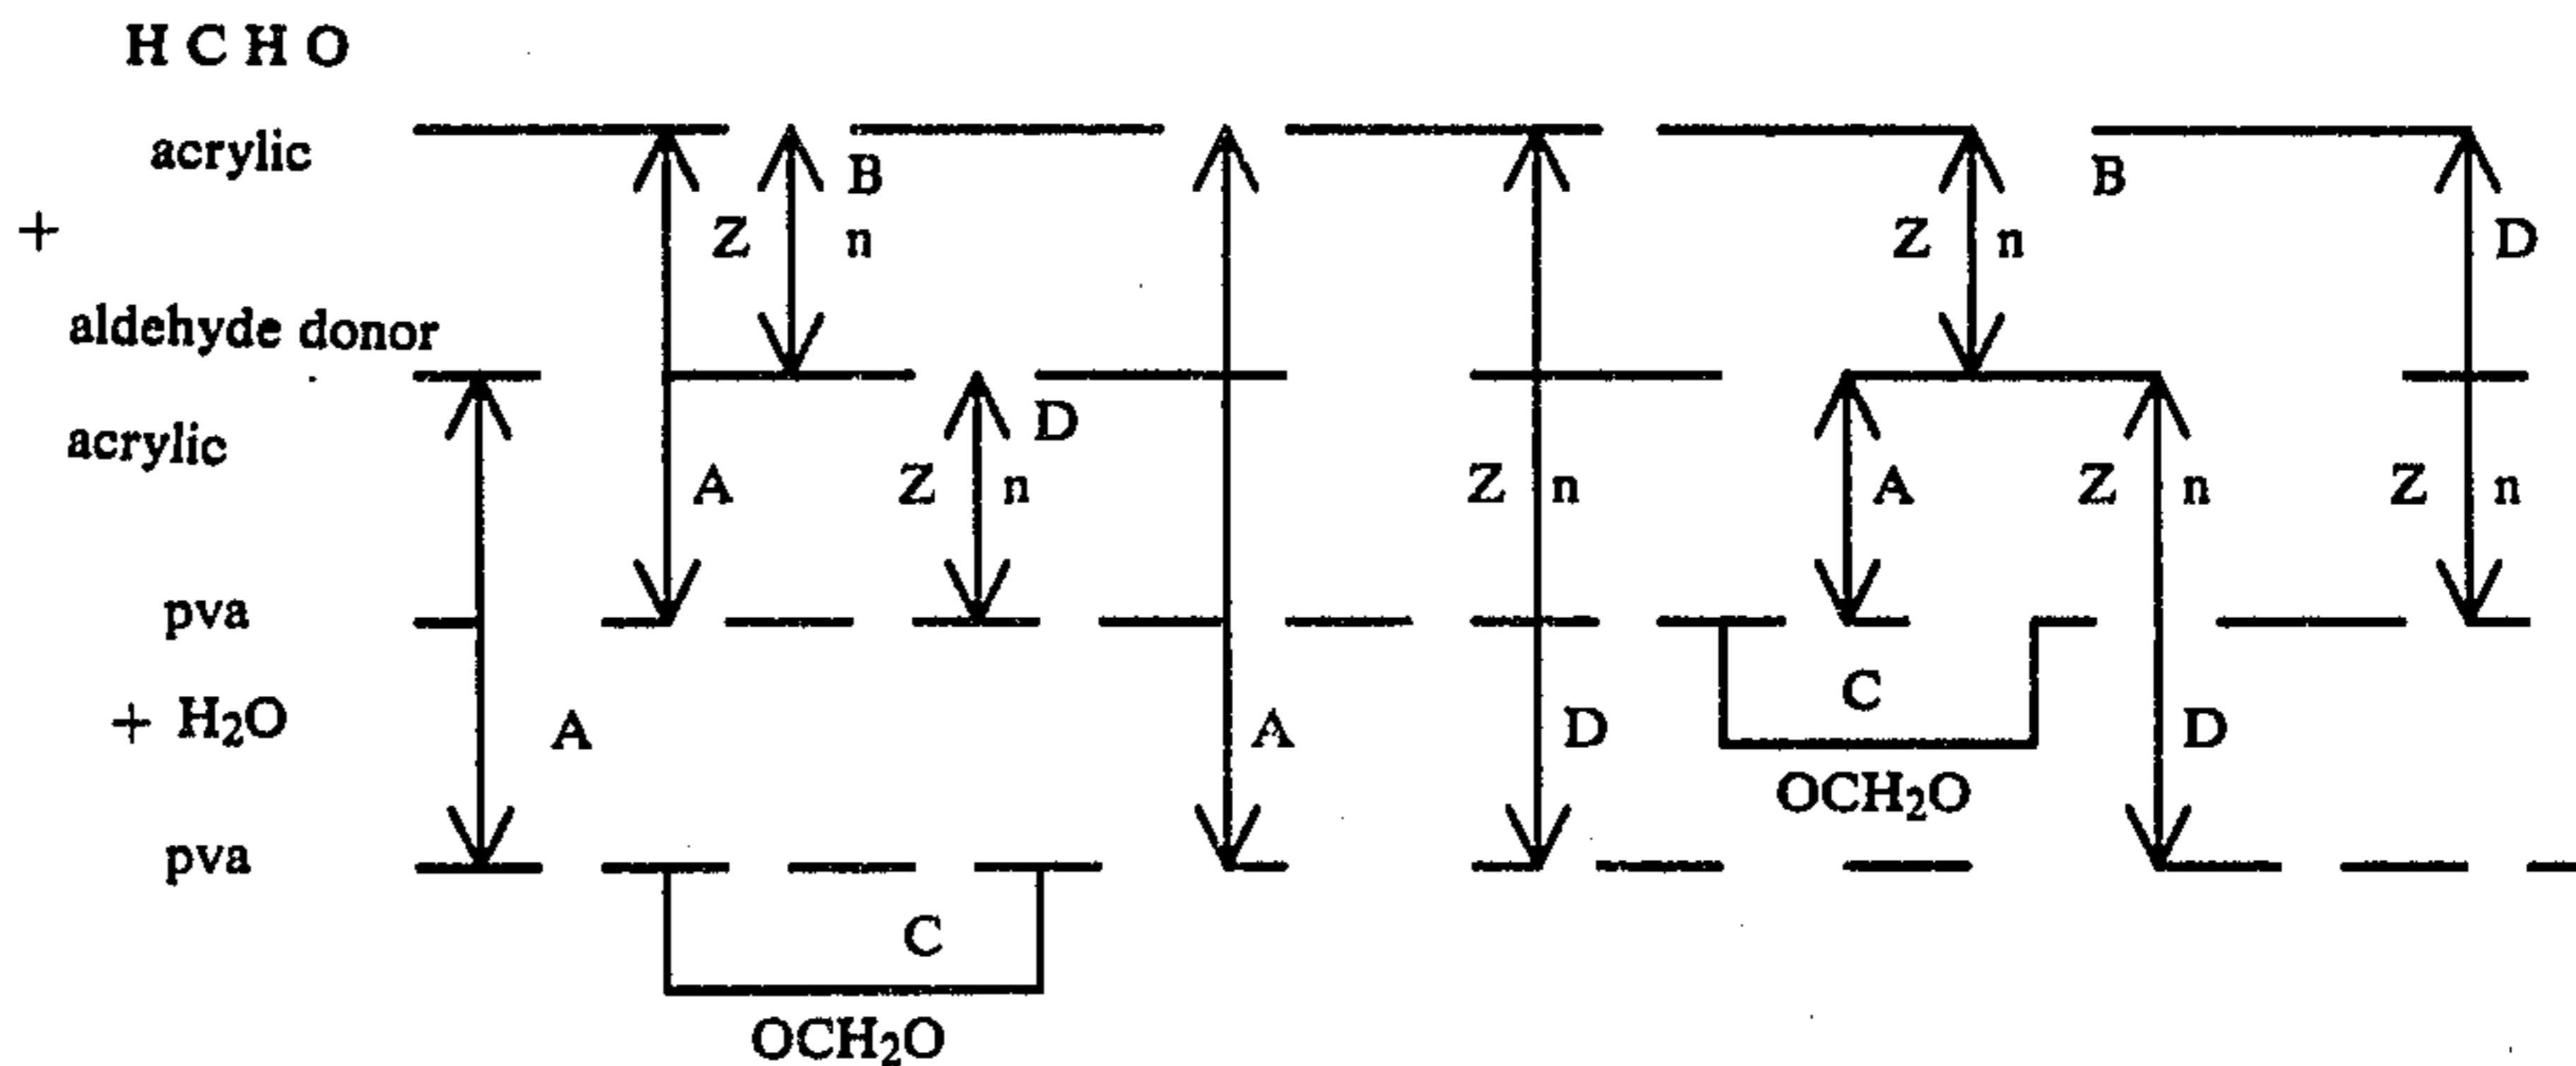 H C H O
acrylic
B B
+ Z n Z n D
aldehyde donor
acrylic D
A Z n Z n A Z n Z n
pva
+ H₂O A A D C D
OCH₂O
pva
C
OCH₂O